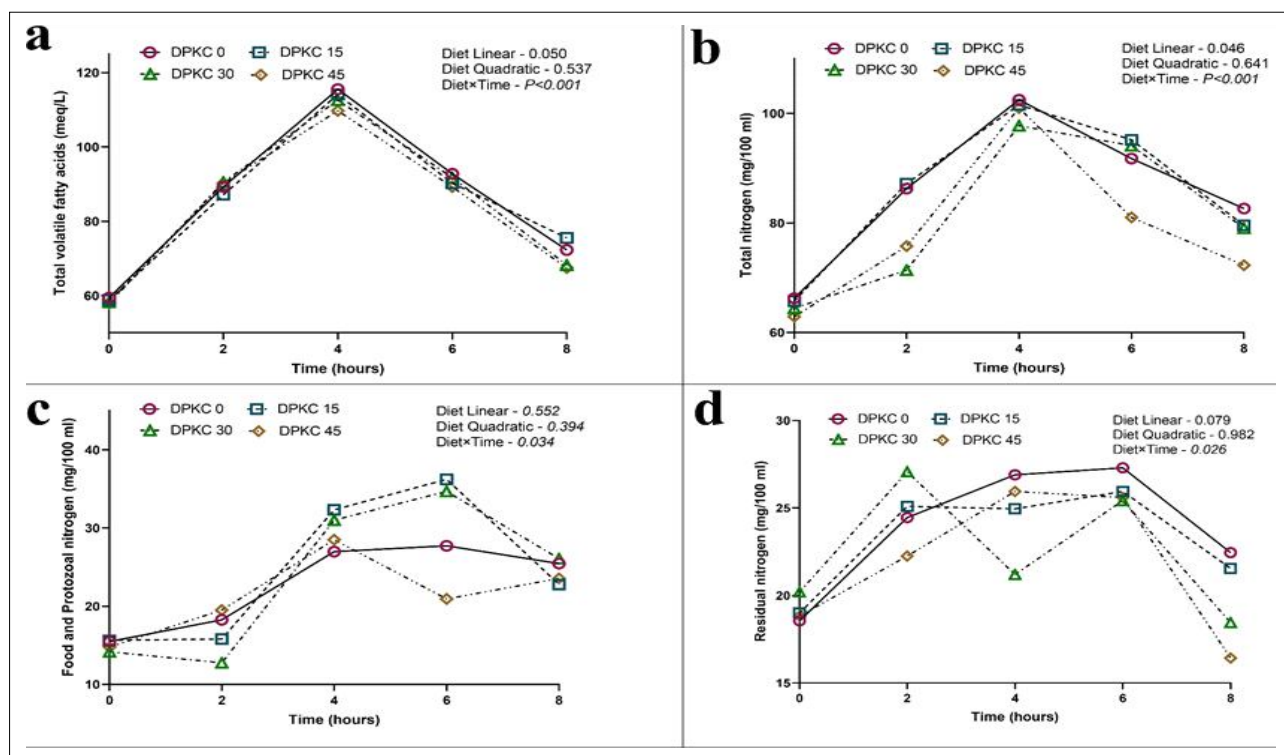 a
DPKC 0 DPKC 15
DPKC 30 DPKC 45
Diet Linear - 0.050
Diet Quadratic - 0.537
Diet×Time - P<0.001
Total volatile fatty acids (meq/L)
120
100
80
60
0 2 4 6 8
Time (hours)
b
DPKC 0 DPKC 15
DPKC 30 DPKC 45
Diet Linear - 0.046
Diet Quadratic - 0.641
Diet×Time - P<0.001
Total nitrogen (mg/100 ml)
100
80
60
0 2 4 6 8
Time (hours)
c
DPKC 0 DPKC 15
DPKC 30 DPKC 45
Diet Linear - 0.552
Diet Quadratic - 0.394
Diet×Time - 0.034
Food and Protozoal nitrogen (mg/100 ml)
40
30
20
10
0 2 4 6 8
Time (hours)
d
DPKC 0 DPKC 15
DPKC 30 DPKC 45
Diet Linear - 0.079
Diet Quadratic - 0.982
Diet×Time - 0.026
Residual nitrogen (mg/100 ml)
30
25
20
15
0 2 4 6 8
Time (hours)